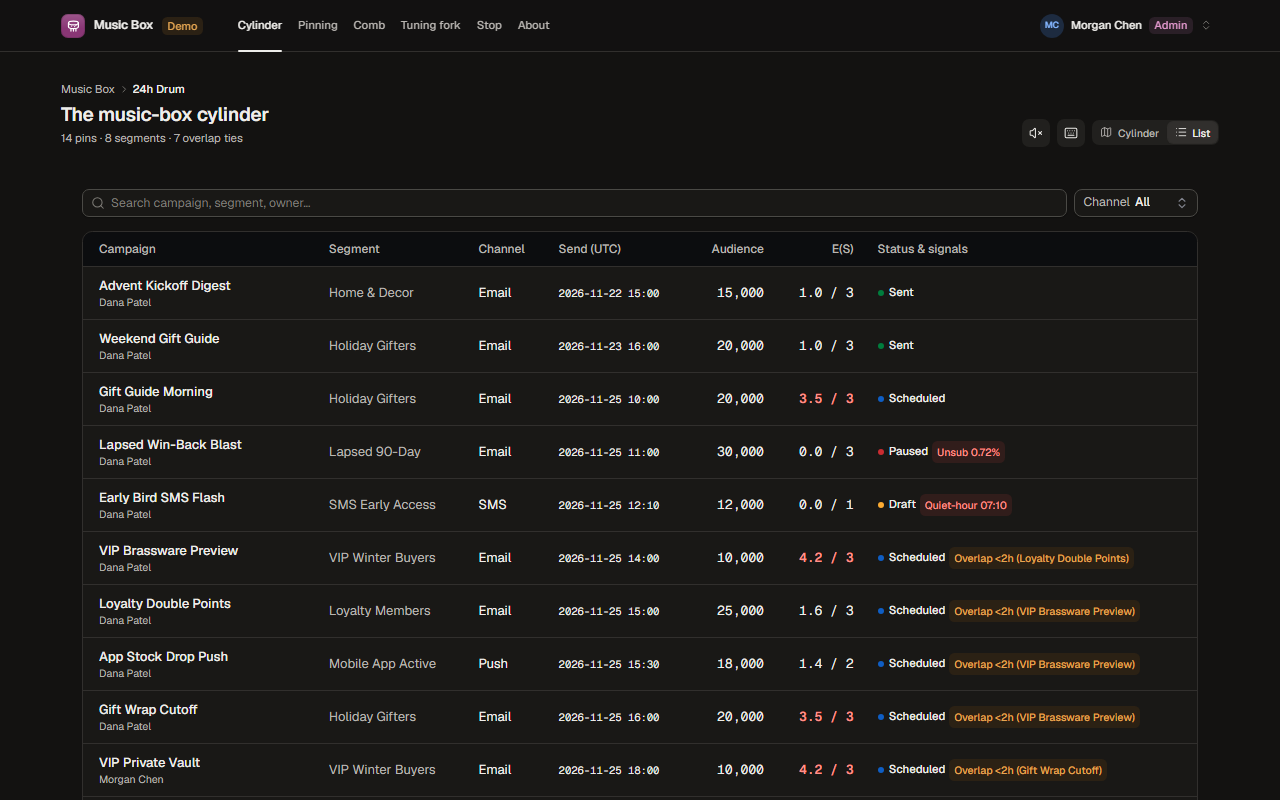 Music Box Demo Cylinder Pinning Comb Tuning fork Stop About MC Morgan Chen Admin
Music Box > 24h Drum
The music-box cylinder
14 pins · 8 segments · 7 overlap ties
Cylinder List
Search campaign, segment, owner...
Channel All
Campaign Segment Channel Send (UTC) Audience E(S) Status & signals
Advent Kickoff Digest
Dana Patel
Home & Decor Email 2026-11-22 15:00 15,000 1.0 / 3 Sent
Weekend Gift Guide
Dana Patel
Holiday Gifters Email 2026-11-23 16:00 20,000 1.0 / 3 Sent
Gift Guide Morning
Dana Patel
Holiday Gifters Email 2026-11-25 10:00 20,000 3.5 / 3 Scheduled
Lapsed Win-Back Blast
Dana Patel
Lapsed 90-Day Email 2026-11-25 11:00 30,000 0.0 / 3 Paused Unsub 0.72%
Early Bird SMS Flash
Dana Patel
SMS Early Access SMS 2026-11-25 12:10 12,000 0.0 / 1 Draft Quiet-hour 07:10
VIP Brassware Preview
Dana Patel
VIP Winter Buyers Email 2026-11-25 14:00 10,000 4.2 / 3 Scheduled Overlap <2h (Loyalty Double Points)
Loyalty Double Points
Dana Patel
Loyalty Members Email 2026-11-25 15:00 25,000 1.6 / 3 Scheduled Overlap <2h (VIP Brassware Preview)
App Stock Drop Push
Dana Patel
Mobile App Active Push 2026-11-25 15:30 18,000 1.4 / 2 Scheduled Overlap <2h (VIP Brassware Preview)
Gift Wrap Cutoff
Dana Patel
Holiday Gifters Email 2026-11-25 16:00 20,000 3.5 / 3 Scheduled Overlap <2h (VIP Brassware Preview)
VIP Private Vault
Morgan Chen
VIP Winter Buyers Email 2026-11-25 18:00 10,000 4.2 / 3 Scheduled Overlap <2h (Gift Wrap Cutoff)